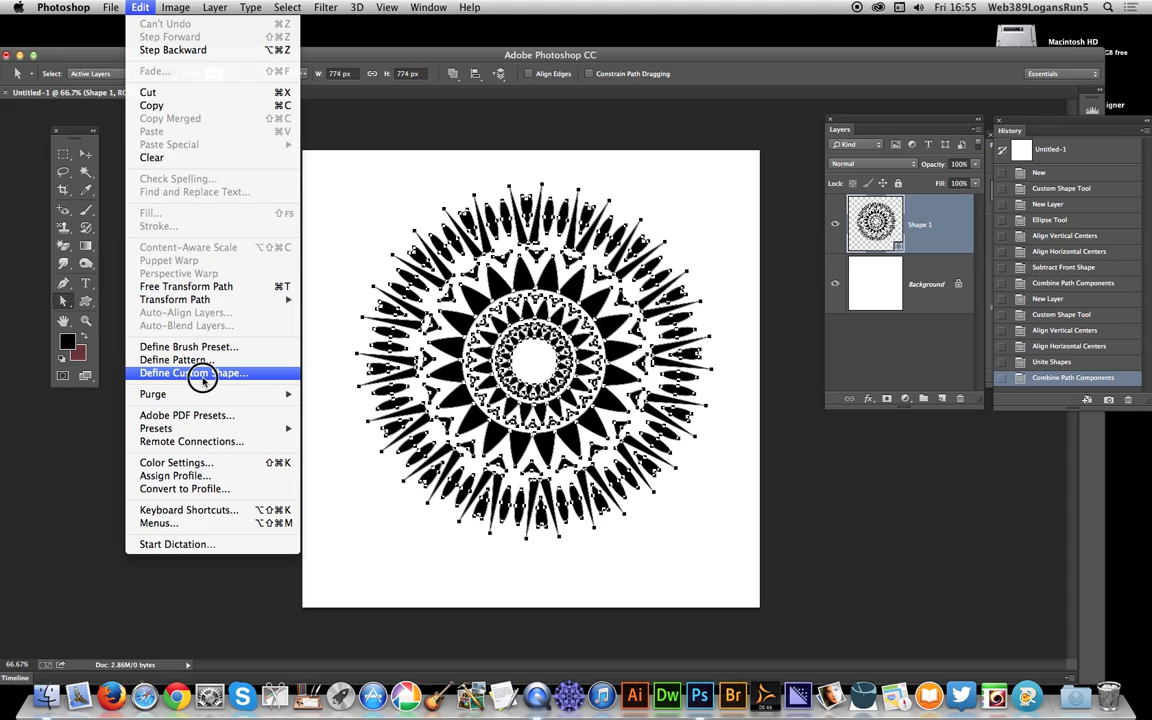 Photoshop File Edit Image Layer Type Select Filter 3D View Window Help Fri 16:55 Web389LogansRun5
Macintosh HD
GB free
Adobe Photoshop CC
Select: Active Layers W: 774 px H: 774 px Align Edges Constrain Path Dragging Essentials
Untitled-1 @ 66.7% (Shape 1, R
igner
Can't Undo ⌘Z
Step Forward ⇧⌘Z
Step Backward ⌥⌘Z
Fade... ⇧⌘F
Cut ⌘X
Copy ⌘C
Copy Merged ⇧⌘C
Paste ⌘V
Paste Special
Clear
Check Spelling...
Find and Replace Text...
Fill... ⇧F5
Stroke...
Content-Aware Scale ⌥⇧⌘C
Puppet Warp
Perspective Warp
Free Transform Path ⌘T
Transform Path
Auto-Align Layers...
Auto-Blend Layers...
Define Brush Preset...
Define Pattern...
Define Custom Shape...
Purge
Adobe PDF Presets...
Presets
Remote Connections...
Color Settings... ⇧⌘K
Assign Profile...
Convert to Profile...
Keyboard Shortcuts... ⌥⇧⌘K
Menus... ⌥⇧⌘M
Start Dictation...
Layers
Kind
Normal Opacity: 100%
Lock: Fill: 100%
Shape 1
Background
History
Untitled-1
New
Custom Shape Tool
New Layer
Ellipse Tool
Align Vertical Centers
Align Horizontal Centers
Subtract Front Shape
Combine Path Components
New Layer
Custom Shape Tool
Align Vertical Centers
Align Horizontal Centers
Unite Shapes
Combine Path Components
66.67% Doc: 2.86M/0 bytes
Timeline
Ai Dw Ps Br